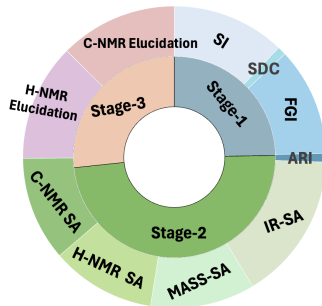 C-NMR Elucidation
SI
SDC
FGI
ARI
IR-SA
MASS-SA
H-NMR SA
C-NMR SA
H-NMR
Elucidation
Stage-1
Stage-2
Stage-3